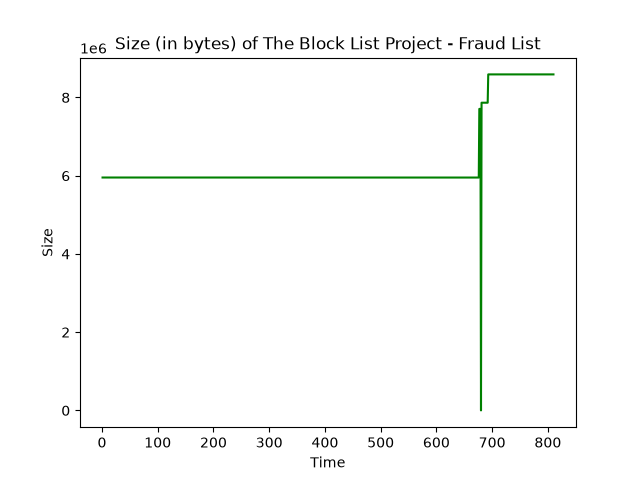 Size (in bytes) of The Block List Project - Fraud List
1e6
8
6
4
2
0
Size
0 100 200 300 400 500 600 700 800
Time